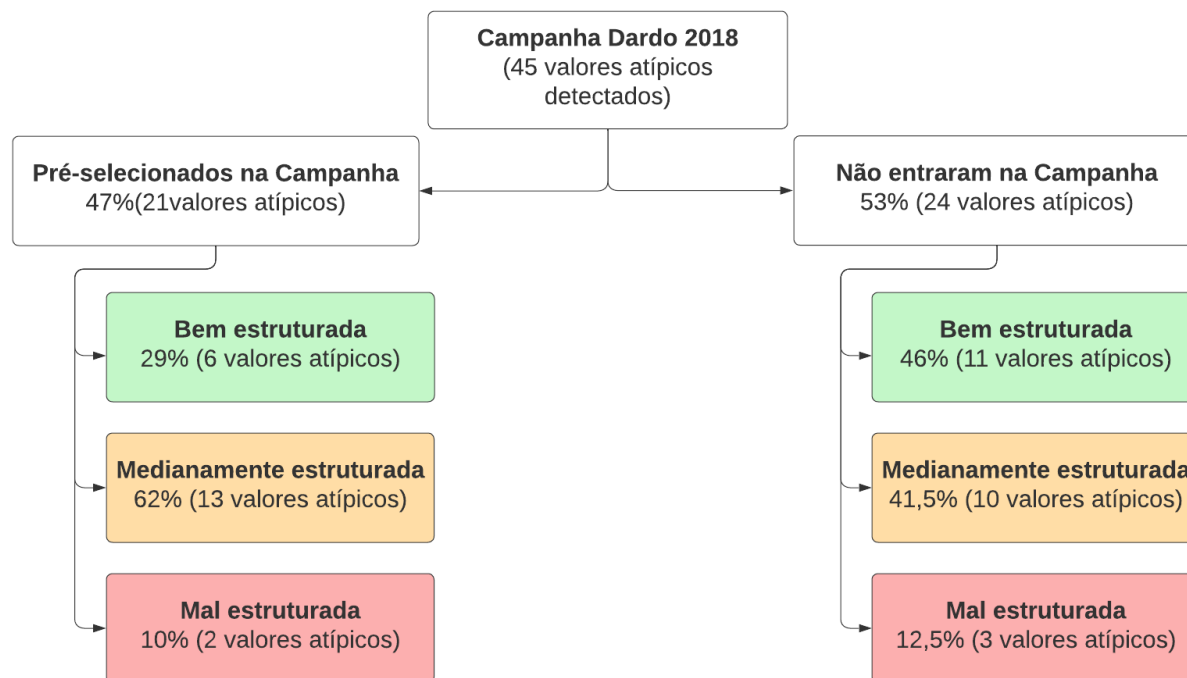 Campanha Dardo 2018
(45 valores atípicos
detectados)
Pré-selecionados na Campanha
47%(21valores atípicos)
Não entraram na Campanha
53% (24 valores atípicos)
Bem estruturada
29% (6 valores atípicos)
Bem estruturada
46% (11 valores atípicos)
Medianamente estruturada
62% (13 valores atípicos)
Medianamente estruturada
41,5% (10 valores atípicos)
Mal estruturada
10% (2 valores atípicos)
Mal estruturada
12,5% (3 valores atípicos)